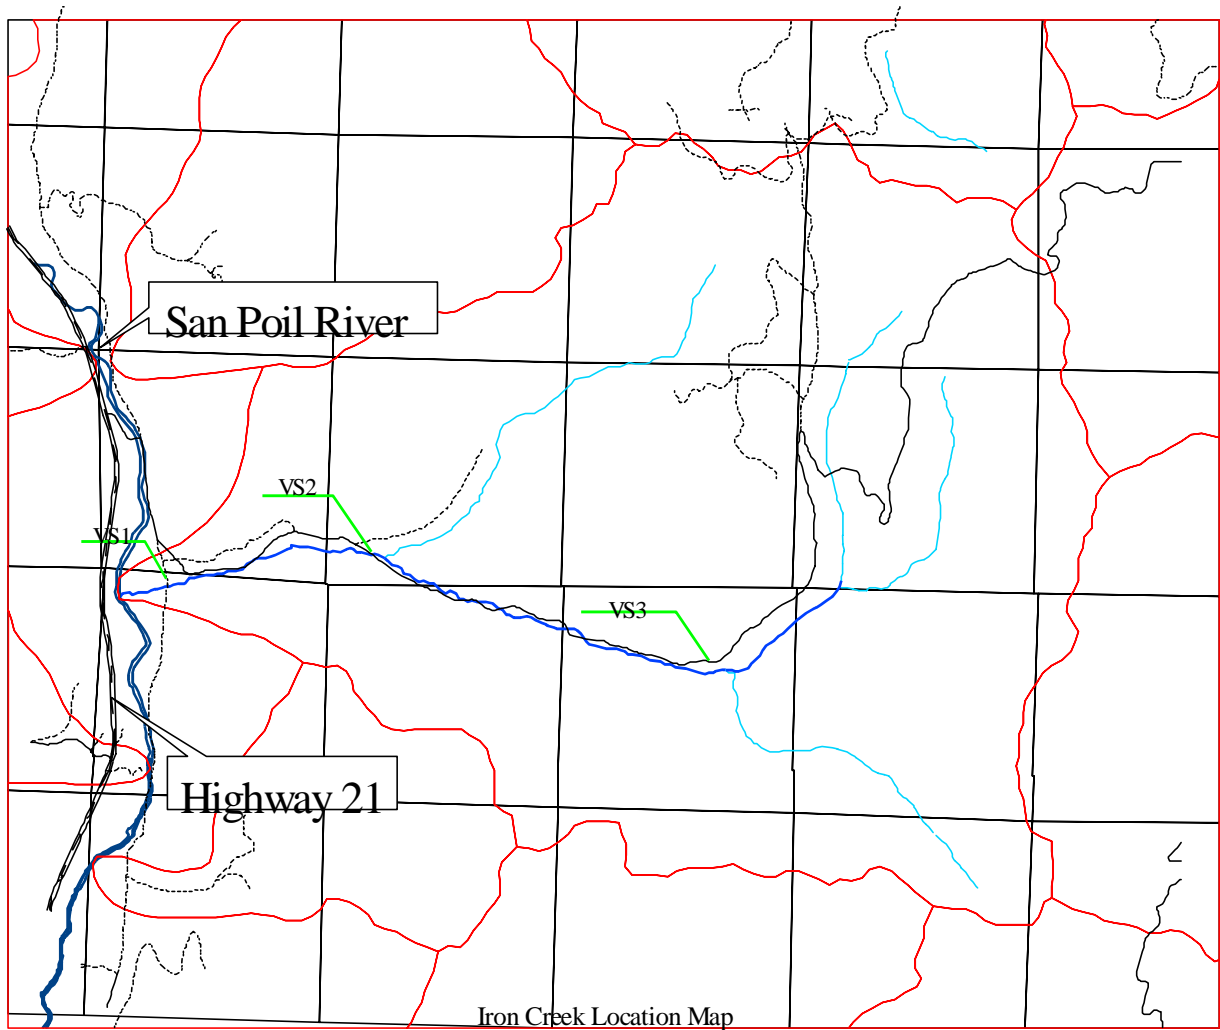 San Poil River
VS2
VS1
VS3
Highway 21
Iron Creek Location Map